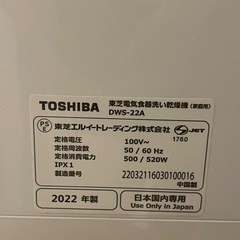 TOSHIBA 東芝電気食器洗い乾燥機(家庭用)
DWS-22A
PS
E
東芝エルイートレーディング株式会社
JET
1760
定格電圧 100V~
定格周波数 50 / 60 Hz
定格消費電力 500 / 520W
IPX1
製造番号 22032116030100016
中国製
2022 年製
日本国内専用
Use Only in Japan